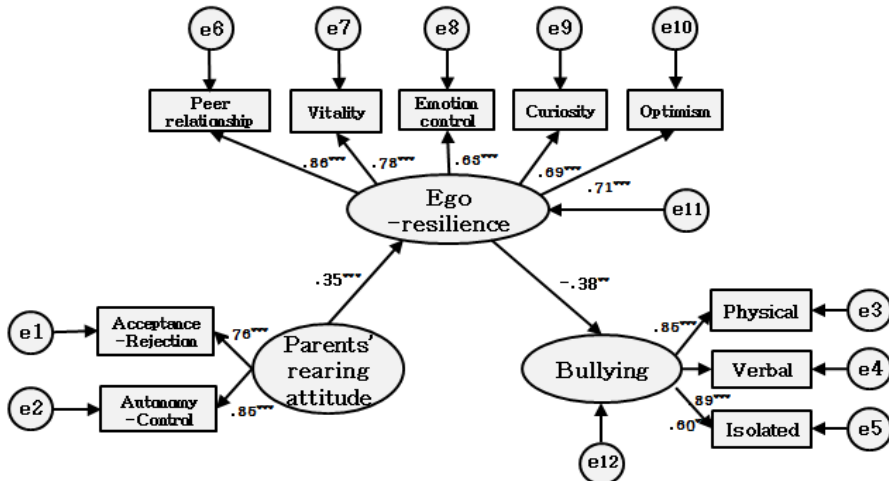 e6
e7
e8
e9
e10
Peer
relationship
Vitality
Emotion
control
Curiosity
Optimism
.86***
.78***
.68***
.69***
.71***
Ego
-resilience
e11
.35***
-.38**
e1
Acceptance
-Rejection
.76***
Parents'
rearing
attitude
e2
Autonomy
-Control
.85***
Bullying
e12
.85***
Physical
e3
Verbal
e4
.89***
.60***
Isolated
e5